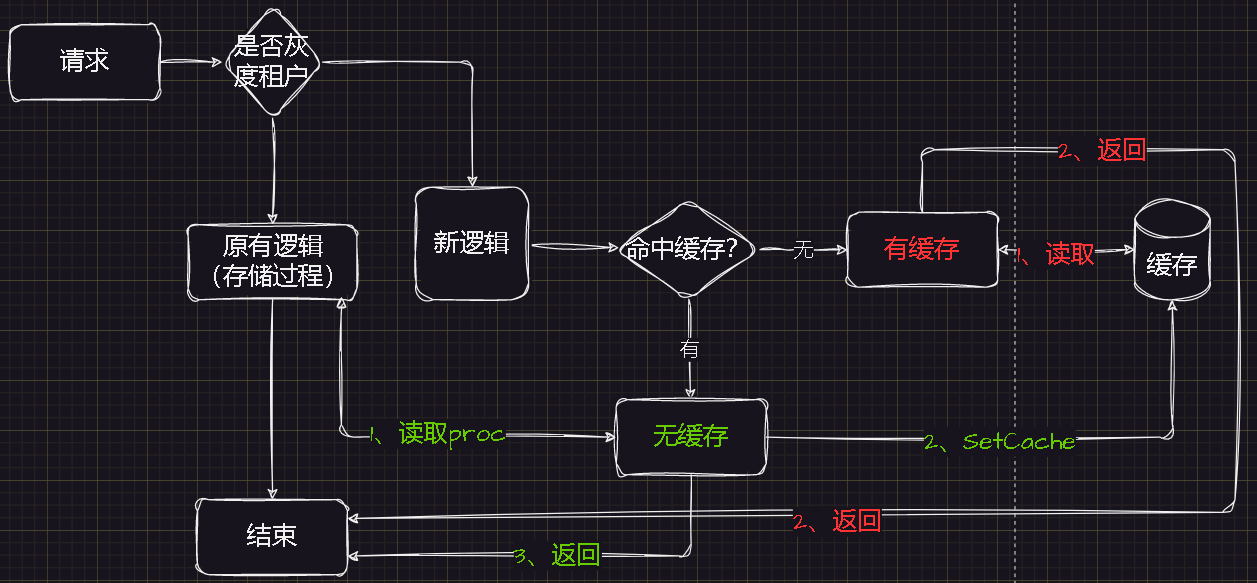 请求
是否灰
度租户
2、返回
原有逻辑
（存储过程）
新逻辑
命中缓存？
无
有缓存
1、读取
缓存
有
1、读取proc
无缓存
2、SetCache
结束
2、返回
3、返回